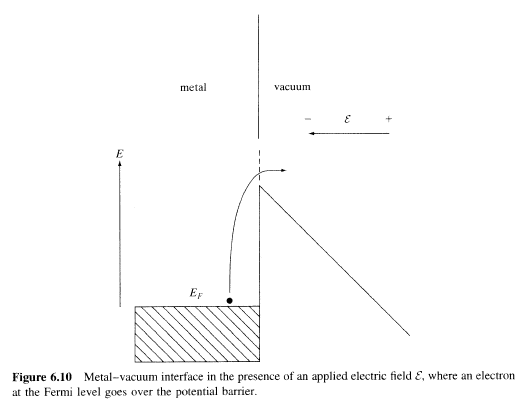 metal vacuum
− ℰ +
E
E_F
Figure 6.10 Metal–vacuum interface in the presence of an applied electric field ℰ, where an electron
at the Fermi level goes over the potential barrier.